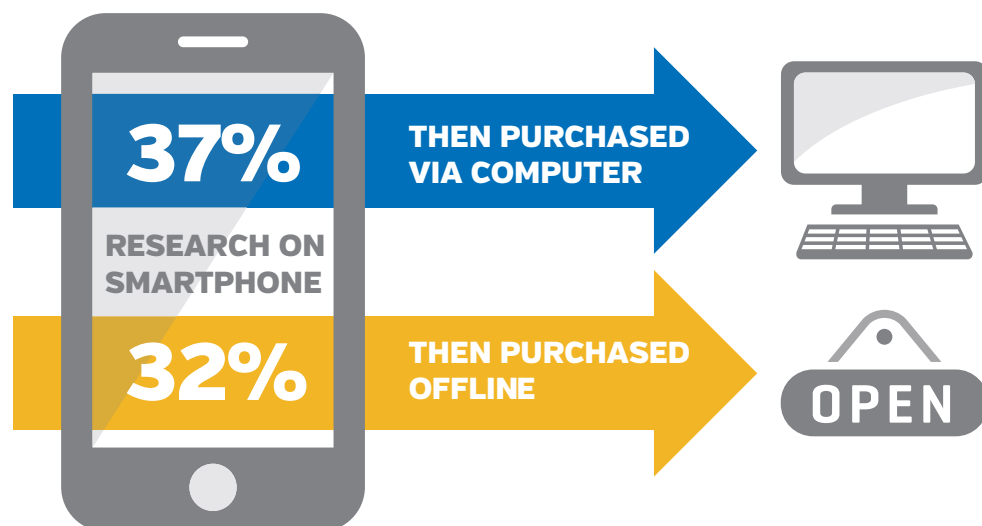 37%
THEN PURCHASED
VIA COMPUTER
RESEARCH ON
SMARTPHONE
32%
THEN PURCHASED
OFFLINE
OPEN